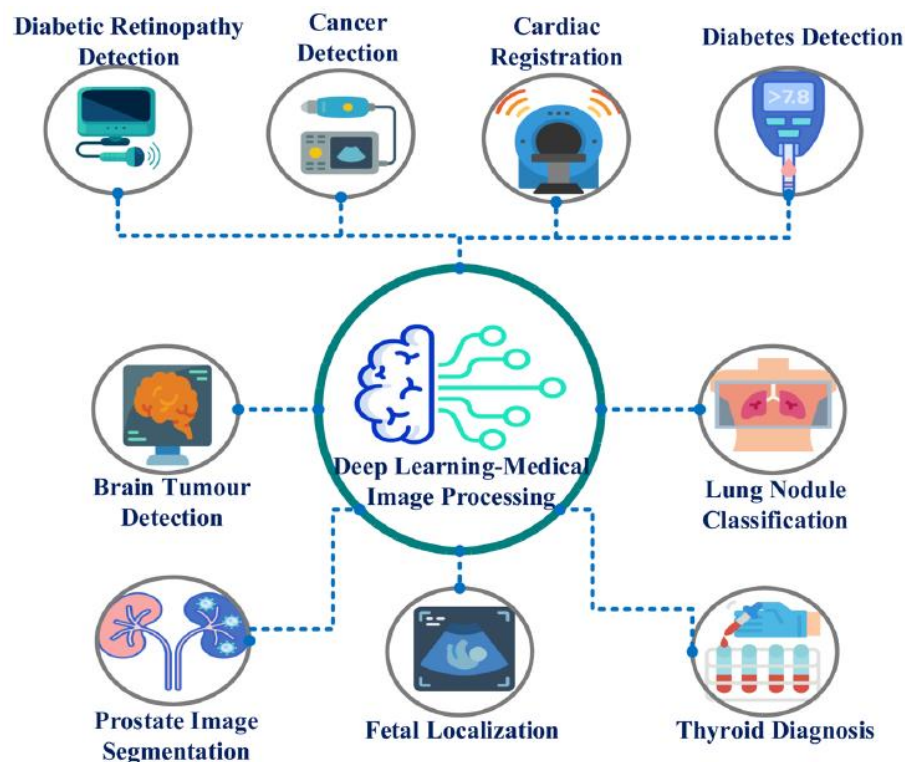 Diabetic Retinopathy
Detection
Cancer
Detection
Cardiac
Registration
Diabetes Detection
>7.8
Deep Learning-Medical
Image Processing
Brain Tumour
Detection
Lung Nodule
Classification
Prostate Image
Segmentation
Fetal Localization
Thyroid Diagnosis